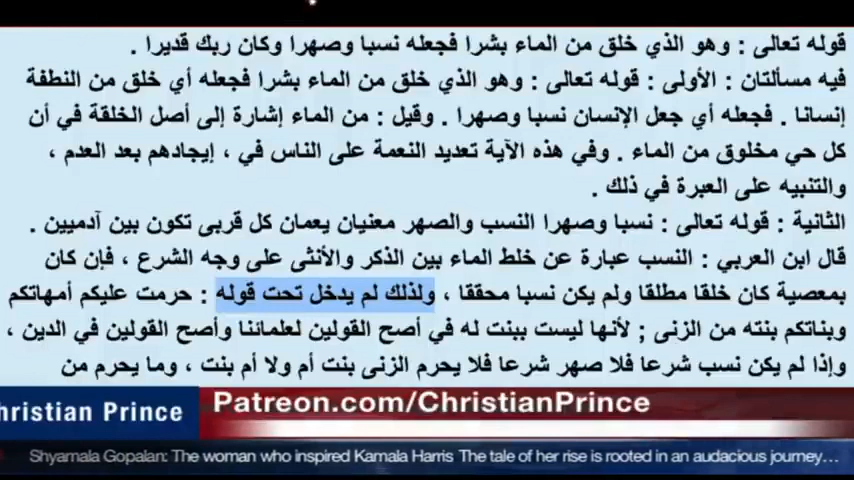 قوله تعالى : وهو الذي خلق من الماء بشرا فجعله نسبا وصهرا وكان ربك قديرا .
فيه مسألتان : الأولى : قوله تعالى : وهو الذي خلق من الماء بشرا فجعله أي خلق من النطفة
إنسانا . فجعله أي جعل الإنسان نسبا وصهرا . وقيل : من الماء إشارة إلى أصل الخلقة في أن
كل حي مخلوق من الماء . وفي هذه الآية تعديد النعمة على الناس في ، إيجادهم بعد العدم ،
والتنبيه على العبرة في ذلك .
الثانية : قوله تعالى : نسبا وصهرا النسب والصهر معنيان يعمان كل قربى تكون بين آدميين .
قال ابن العربي : النسب عبارة عن خلط الماء بين الذكر والأنثى على وجه الشرع ، فإن كان
بمعصية كان خلقا مطلقا ولم يكن نسبا محققا ، ولذلك لم يدخل تحت قوله : حرمت عليكم أمهاتكم
وبناتكم بنته من الزنى ; لأنها ليست ببنت له في أصح القولين لعلمائنا وأصح القولين في الدين ،
وإذا لم يكن نسب شرعا فلا صهر شرعا فلا يحرم الزنى بنت أم ولا أم بنت ، وما يحرم من
hristian Prince
Patreon.com/ChristianPrince
Shyamala Gopalan: The woman who inspired Kamala Harris The tale of her rise is rooted in an audacious journey...